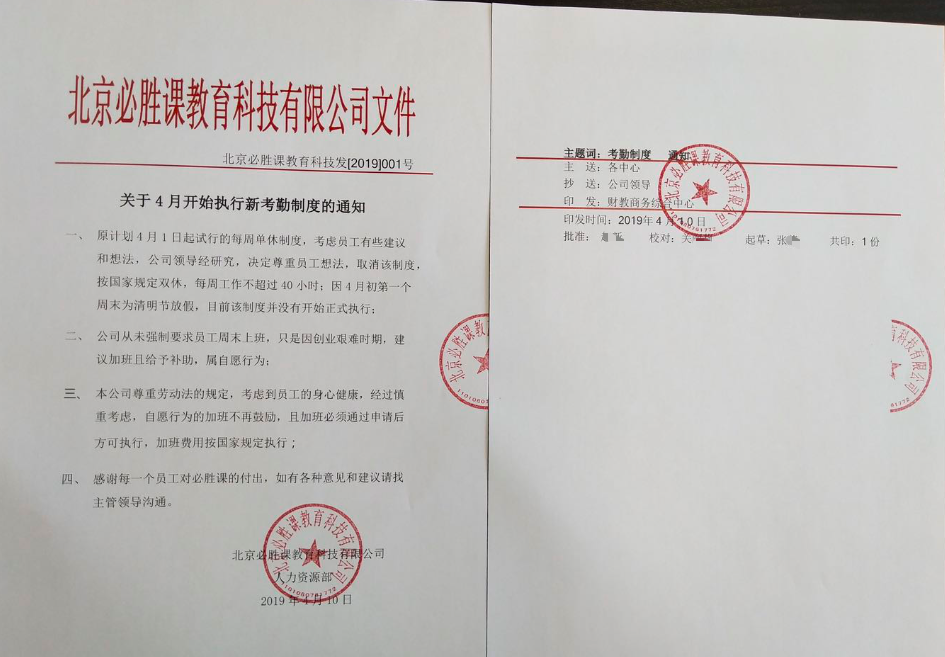 北京必胜课教育科技有限公司文件
北京必胜课教育科技发[2019]001号
关于 4 月开始执行新考勤制度的通知
一、 原计划 4 月 1 日起试行的每周单休制度，考虑员工有些建议
和想法，公司领导经研究，决定尊重员工想法，取消该制度，
按国家规定双休，每周工作不超过 40 小时；因 4 月初第一个
周末为清明节放假，目前该制度并没有开始正式执行；
二、 公司从未强制要求员工周末上班，只是因创业艰难时期，建
议加班且给予补助，属自愿行为；
三、 本公司尊重劳动法的规定，考虑到员工的身心健康，经过慎
重考虑，自愿行为的加班不再鼓励，且加班必须通过申请后
方可执行，加班费用按国家规定执行；
四、 感谢每一个员工对必胜课的付出，如有各种意见和建议请找
主管领导沟通。
北京必胜课教育科技有限公司
人力资源部
2019 年 4 月 10 日
北京必胜课教育科技有限公司
北京必胜课教
主题词：考勤制度 通知
主 送：各中心
抄 送：公司领导
印 发：财教商务综合中心
印发时间：2019年 4 月 10 日
批准： 校对：关 起草：张 共印：1 份
北京必胜课教育科技有限公司
育科技有限公司